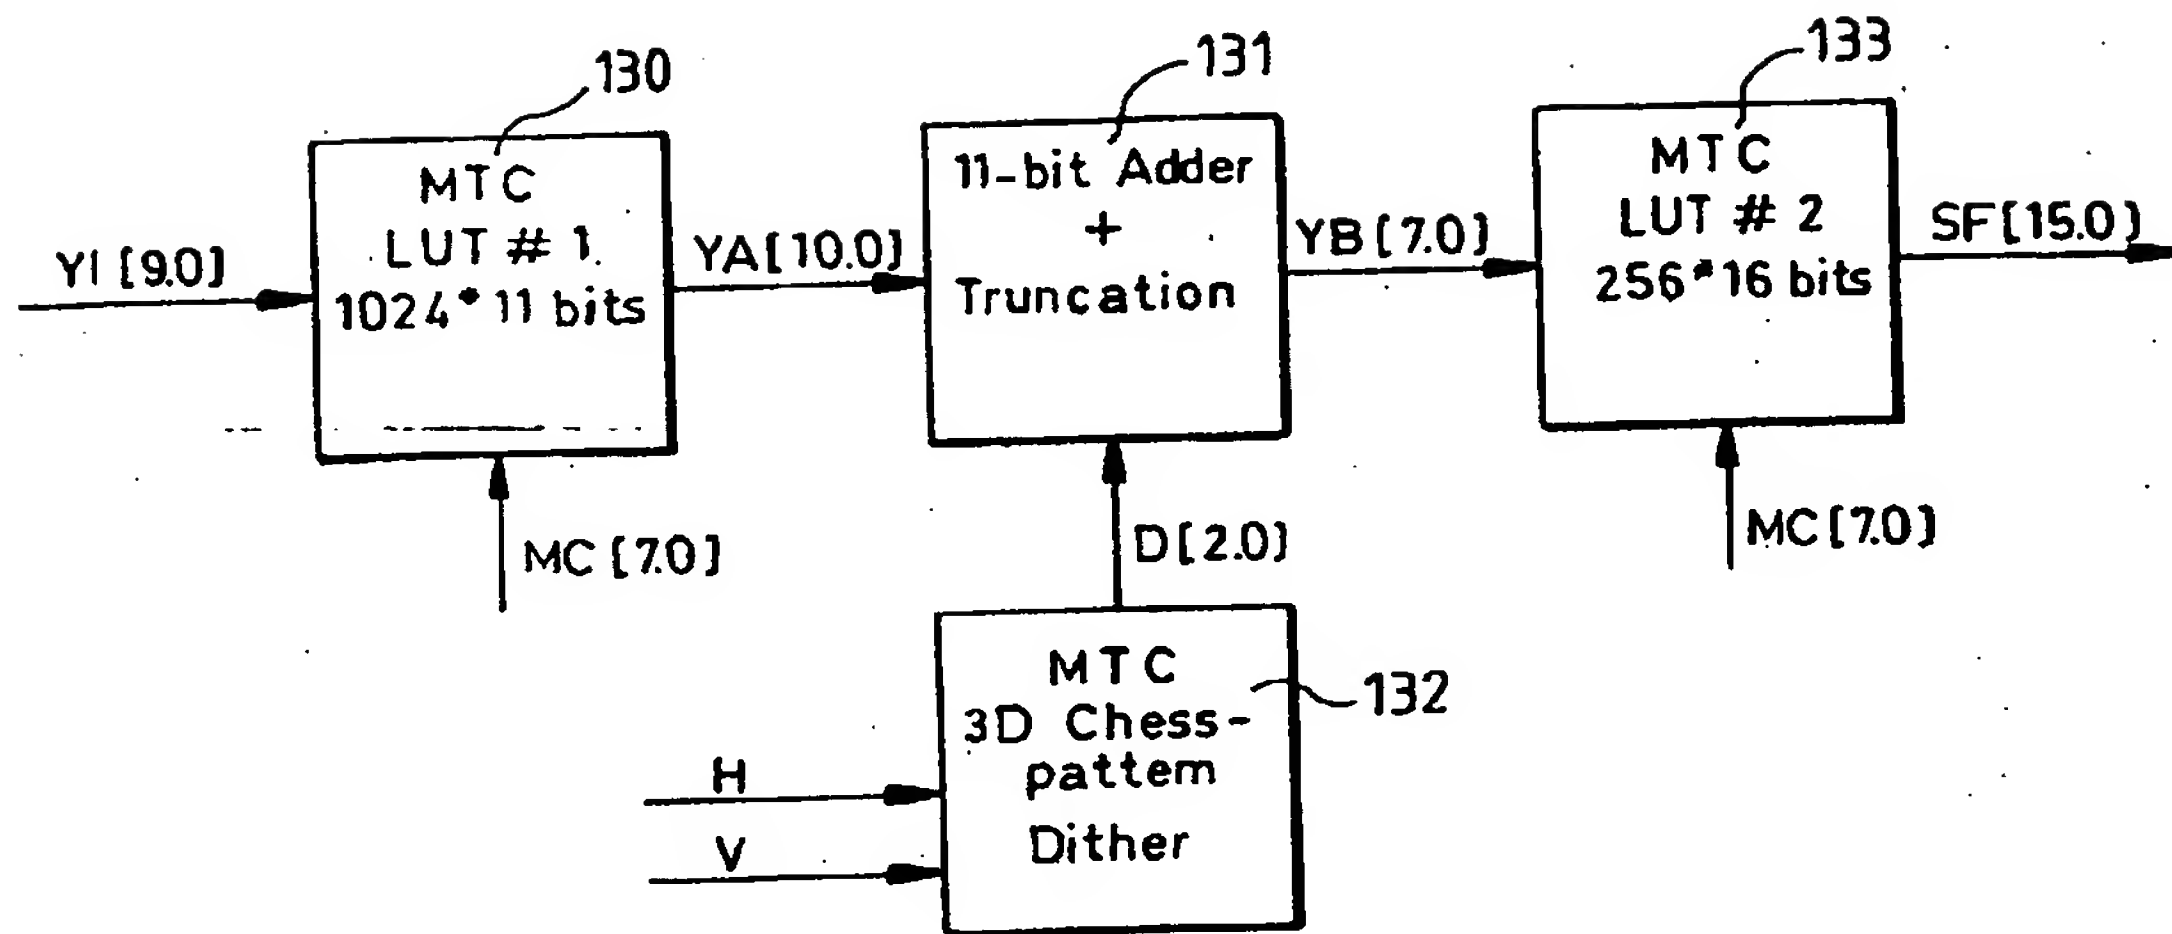 130
131
133
MTC
LUT # 1.
1024* 11 bits
11-bit Adder
+
Truncation
MTC
LUT # 2
256*16 bits
YI [9.0]
YA[10.0]
YB[7.0]
SF[15.0]
MC [7.0]
D[2.0]
MC[7.0]
MTC
3D Chess-
pattem
Dither
132
H
V